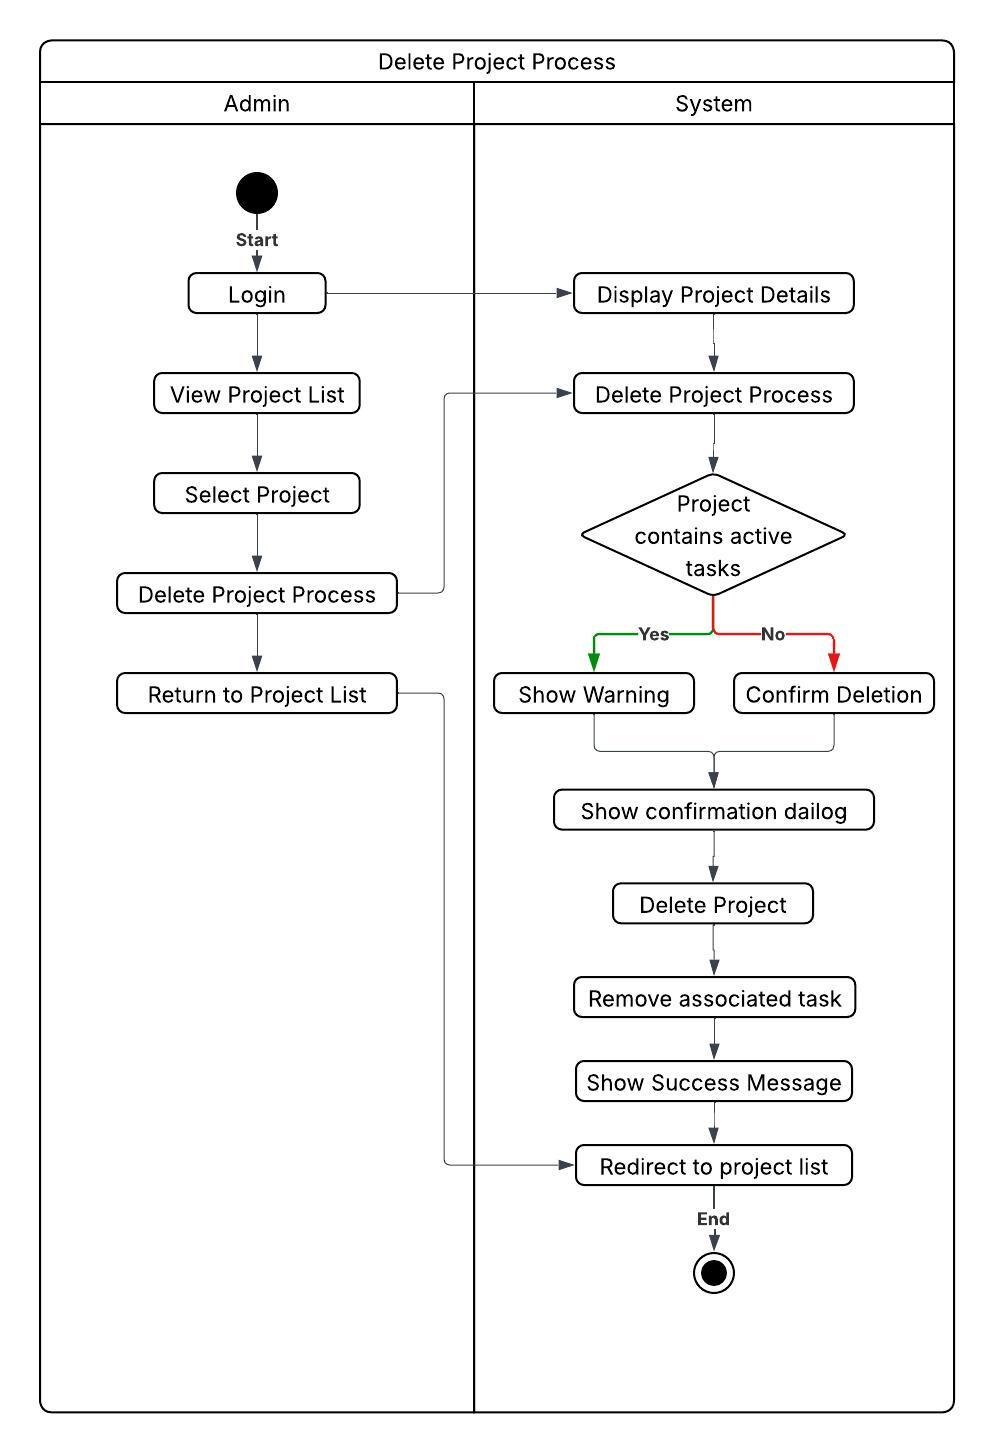 Delete Project Process
Admin
System
Start
Login
Display Project Details
View Project List
Delete Project Process
Select Project
Project
contains active
tasks
Delete Project Process
Yes
No
Return to Project List
Show Warning
Confirm Deletion
Show confirmation dailog
Delete Project
Remove associated task
Show Success Message
Redirect to project list
End